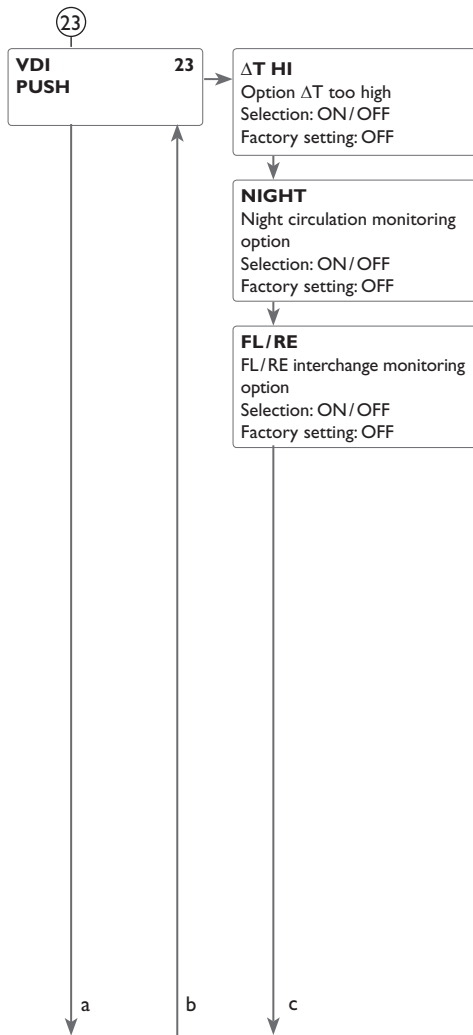 23
VDI 23
PUSH
ΔT HI
Option ΔT too high
Selection: ON / OFF
Factory setting: OFF
NIGHT
Night circulation monitoring
option
Selection: ON / OFF
Factory setting: OFF
FL / RE
FL / RE interchange monitoring
option
Selection: ON / OFF
Factory setting: OFF
a b c